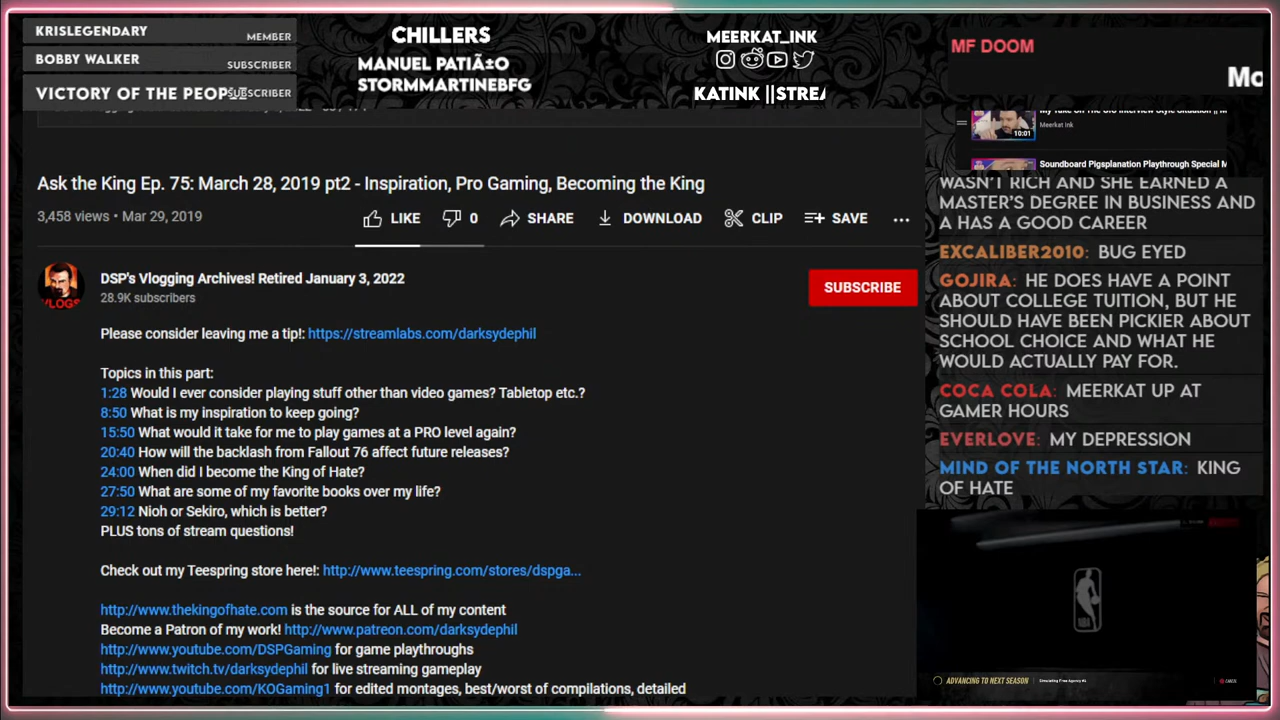 KRISLEGENDARY MEMBER
BOBBY WALKER SUBSCRIBER
VICTORY OF THE PEOPLE SUBSCRIBER
CHILLERS
MANUEL PATIÃ±O
STORMMARTINEBFG
MEERKAT_INK
KATINK ||STREA
MF DOOM
Mo
Ask the King Ep. 75: March 28, 2019 pt2 - Inspiration, Pro Gaming, Becoming the King
3,458 views • Mar 29, 2019
LIKE 0 SHARE DOWNLOAD CLIP SAVE ...
DSP's Vlogging Archives! Retired January 3, 2022
28.9K subscribers
SUBSCRIBE
VLOGS
Please consider leaving me a tip!: https://streamlabs.com/darksydephil
Topics in this part:
1:28 Would I ever consider playing stuff other than video games? Tabletop etc.?
8:50 What is my inspiration to keep going?
15:50 What would it take for me to play games at a PRO level again?
20:40 How will the backlash from Fallout 76 affect future releases?
24:00 When did I become the King of Hate?
27:50 What are some of my favorite books over my life?
29:12 Nioh or Sekiro, which is better?
PLUS tons of stream questions!
Check out my Teespring store here!: http://www.teespring.com/stores/dspga...
http://www.thekingofhate.com is the source for ALL of my content
Become a Patron of my work! http://www.patreon.com/darksydephil
http://www.youtube.com/DSPGaming for game playthroughs
http://www.twitch.tv/darksydephil for live streaming gameplay
http://www.youtube.com/KOGaming1 for edited montages, best/worst of compilations, detailed
10:01
Meerkat ink
Soundboard Pigsplanation Playthrough Special M
WASN'T RICH AND SHE EARNED A
MASTER'S DEGREE IN BUSINESS AND
A HAS A GOOD CAREER
EXCALIBER2010: BUG EYED
GOJIRA: HE DOES HAVE A POINT
ABOUT COLLEGE TUITION, BUT HE
SHOULD HAVE BEEN PICKIER ABOUT
SCHOOL CHOICE AND WHAT HE
WOULD ACTUALLY PAY FOR.
COCA COLA: MEERKAT UP AT
GAMER HOURS
EVERLOVE: MY DEPRESSION
MIND OF THE NORTH STAR: KING
OF HATE
NBA
ADVANCING TO NEXT SEASON Simulating Free Agency